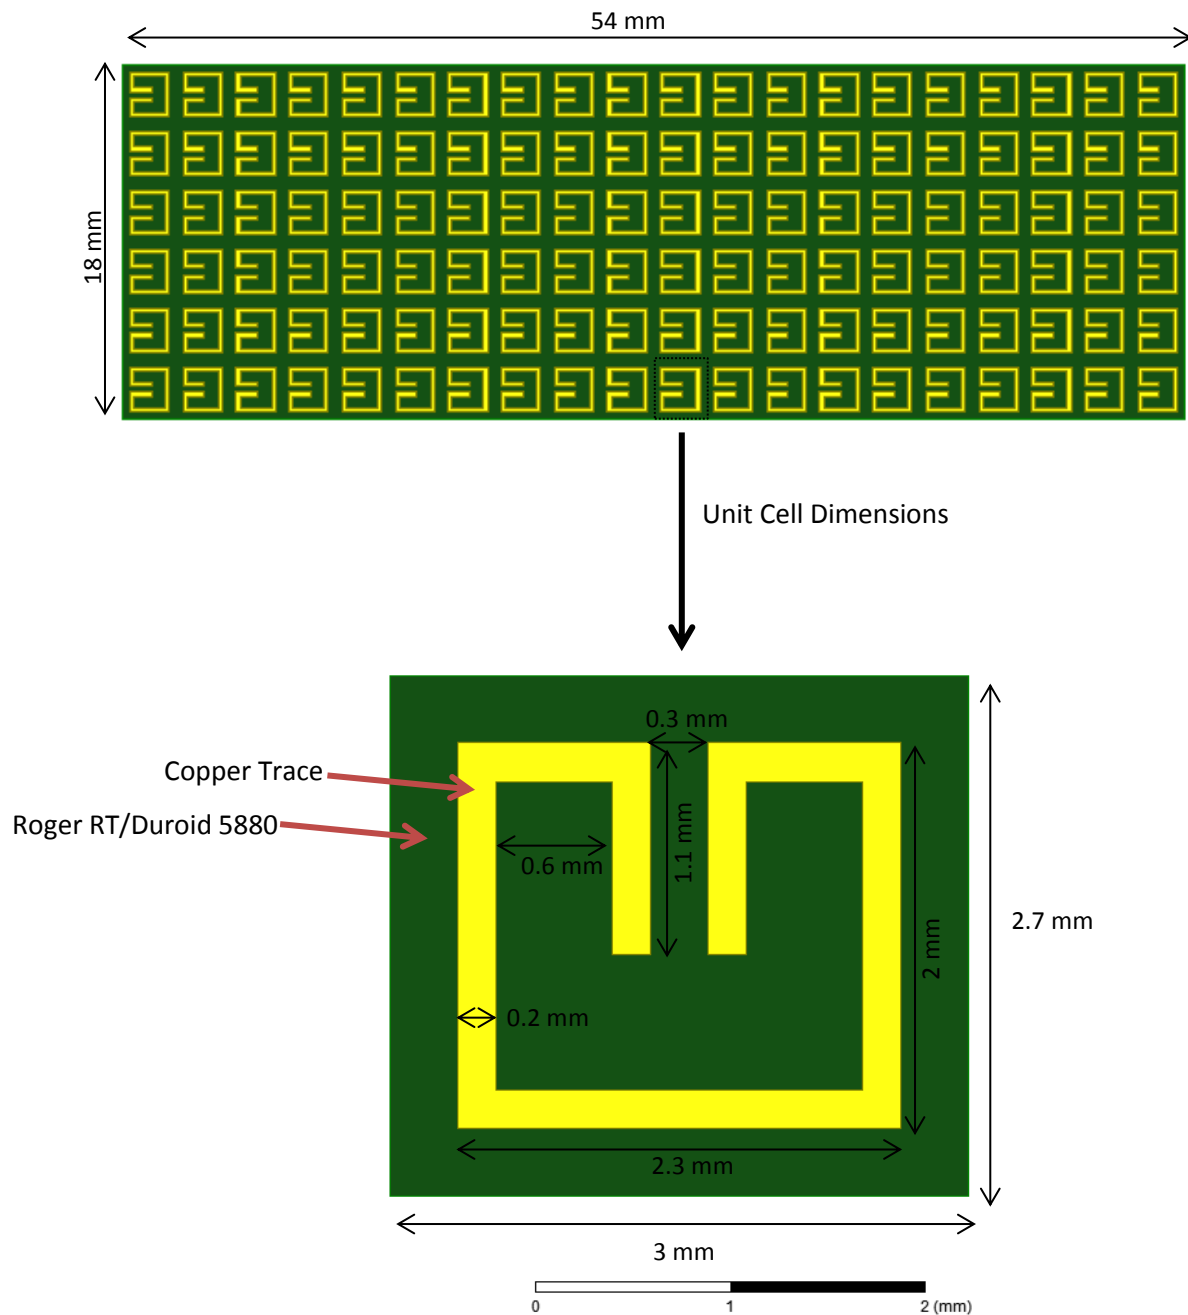 54 mm
18 mm
Unit Cell Dimensions
0.3 mm
Copper Trace
Roger RT/Duroid 5880
0.6 mm
1.1 mm
2.7 mm
2 mm
0.2 mm
2.3 mm
3 mm
0 1 2 (mm)